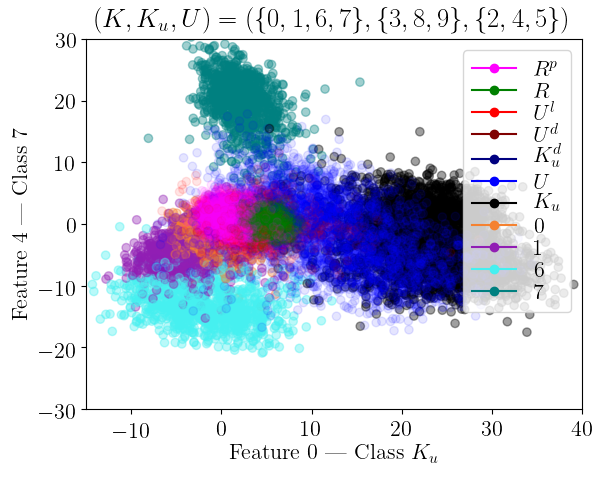 (K, K_u, U) = ({0, 1, 6, 7}, {3, 8, 9}, {2, 4, 5})
30
20
10
0
−10
−20
−30
Feature 4 — Class 7
−10 0 10 20 30 40
Feature 0 — Class K_u
R^p
R
U^l
U^d
K_u^d
U
K_u
0
1
6
7